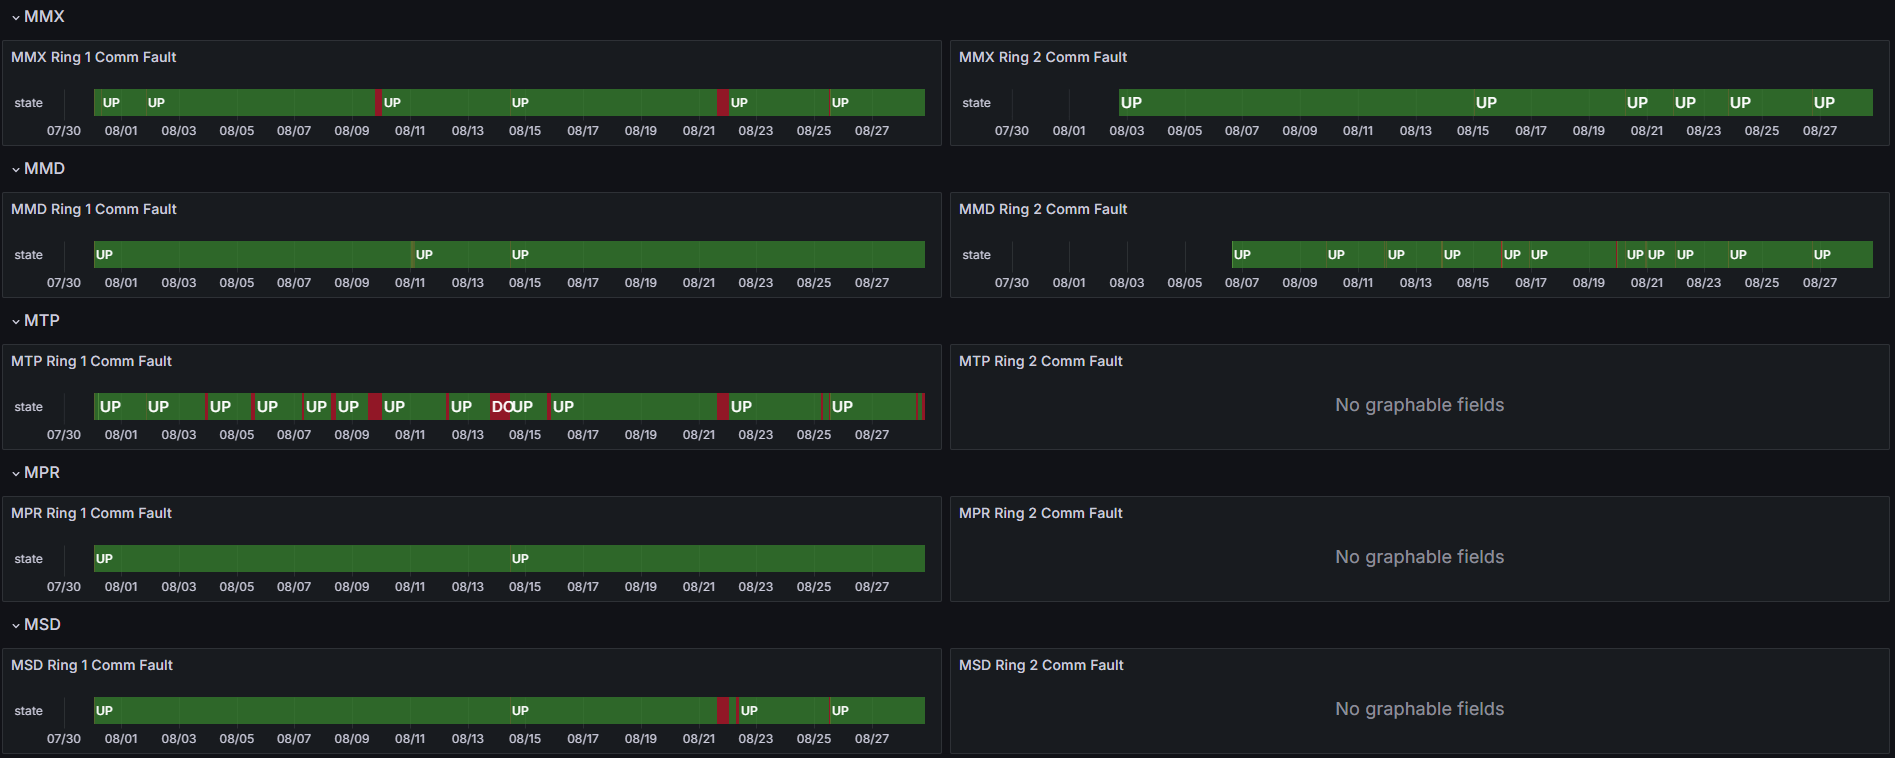 MMX
MMX Ring 1 Comm Fault
state UP UP UP UP UP UP
07/30 08/01 08/03 08/05 08/07 08/09 08/11 08/13 08/15 08/17 08/19 08/21 08/23 08/25 08/27
MMX Ring 2 Comm Fault
state UP UP UP UP UP UP
07/30 08/01 08/03 08/05 08/07 08/09 08/11 08/13 08/15 08/17 08/19 08/21 08/23 08/25 08/27
MMD
MMD Ring 1 Comm Fault
state UP UP UP
07/30 08/01 08/03 08/05 08/07 08/09 08/11 08/13 08/15 08/17 08/19 08/21 08/23 08/25 08/27
MMD Ring 2 Comm Fault
state UP UP UP UP UP UP UP UP UP UP UP
07/30 08/01 08/03 08/05 08/07 08/09 08/11 08/13 08/15 08/17 08/19 08/21 08/23 08/25 08/27
MTP
MTP Ring 1 Comm Fault
state UP UP UP UP UP UP UP UP DOUP UP UP UP
07/30 08/01 08/03 08/05 08/07 08/09 08/11 08/13 08/15 08/17 08/19 08/21 08/23 08/25 08/27
MTP Ring 2 Comm Fault
No graphable fields
MPR
MPR Ring 1 Comm Fault
state UP UP
07/30 08/01 08/03 08/05 08/07 08/09 08/11 08/13 08/15 08/17 08/19 08/21 08/23 08/25 08/27
MPR Ring 2 Comm Fault
No graphable fields
MSD
MSD Ring 1 Comm Fault
state UP UP UP UP
07/30 08/01 08/03 08/05 08/07 08/09 08/11 08/13 08/15 08/17 08/19 08/21 08/23 08/25 08/27
MSD Ring 2 Comm Fault
No graphable fields